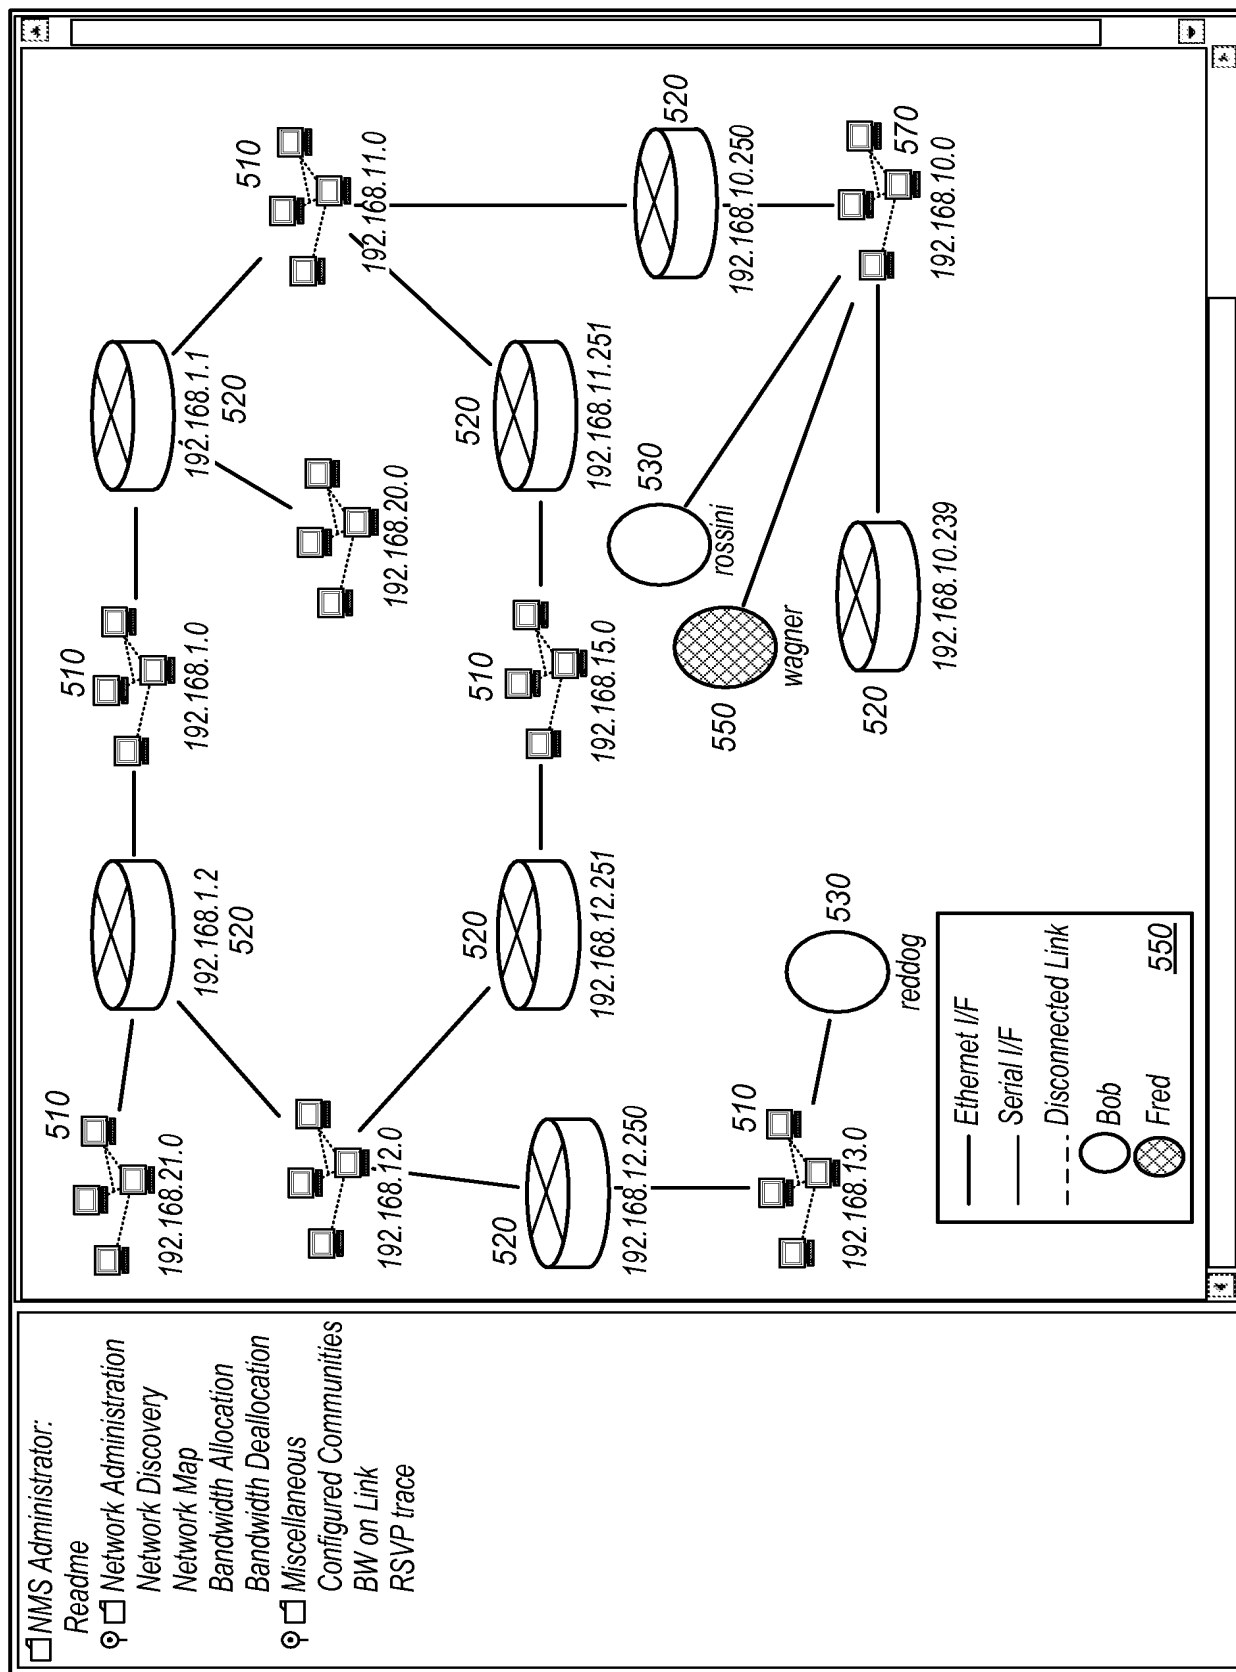 NMS Administrator:
Readme
Network Administration
Network Discovery
Network Map
Bandwidth Allocation
Bandwidth Deallocation
Miscellaneous
Configured Communities
BW on Link
RSVP trace
510
192.168.21.0
192.168.1.2
520
510
192.168.1.0
192.168.1.1
520
510
192.168.11.0
192.168.20.0
192.168.12.0
520
192.168.12.251
510
192.168.15.0
520
192.168.11.251
520
192.168.10.250
520
192.168.12.250
510
192.168.13.0
530
reddog
550
wagner
530
rossini
520
192.168.10.239
570
192.168.10.0
Ethernet I/F
Serial I/F
Disconnected Link
Bob
Fred
550